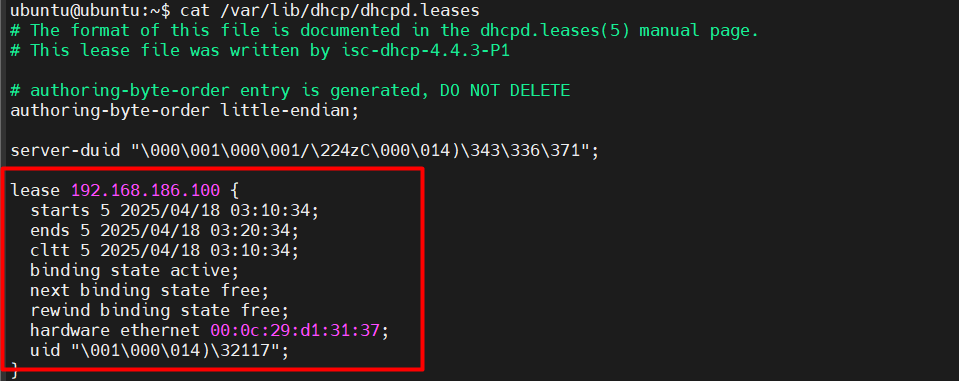 ubuntu@ubuntu:~$ cat /var/lib/dhcp/dhcpd.leases
# The format of this file is documented in the dhcpd.leases(5) manual page.
# This lease file was written by isc-dhcp-4.4.3-P1
# authoring-byte-order entry is generated, DO NOT DELETE
authoring-byte-order little-endian;
server-duid "\000\001\000\001/\224zC\000\014)\343\336\371";
lease 192.168.186.100 {
  starts 5 2025/04/18 03:10:34;
  ends 5 2025/04/18 03:20:34;
  cltt 5 2025/04/18 03:10:34;
  binding state active;
  next binding state free;
  rewind binding state free;
  hardware ethernet 00:0c:29:d1:31:37;
  uid "\001\000\014)\32117";
}